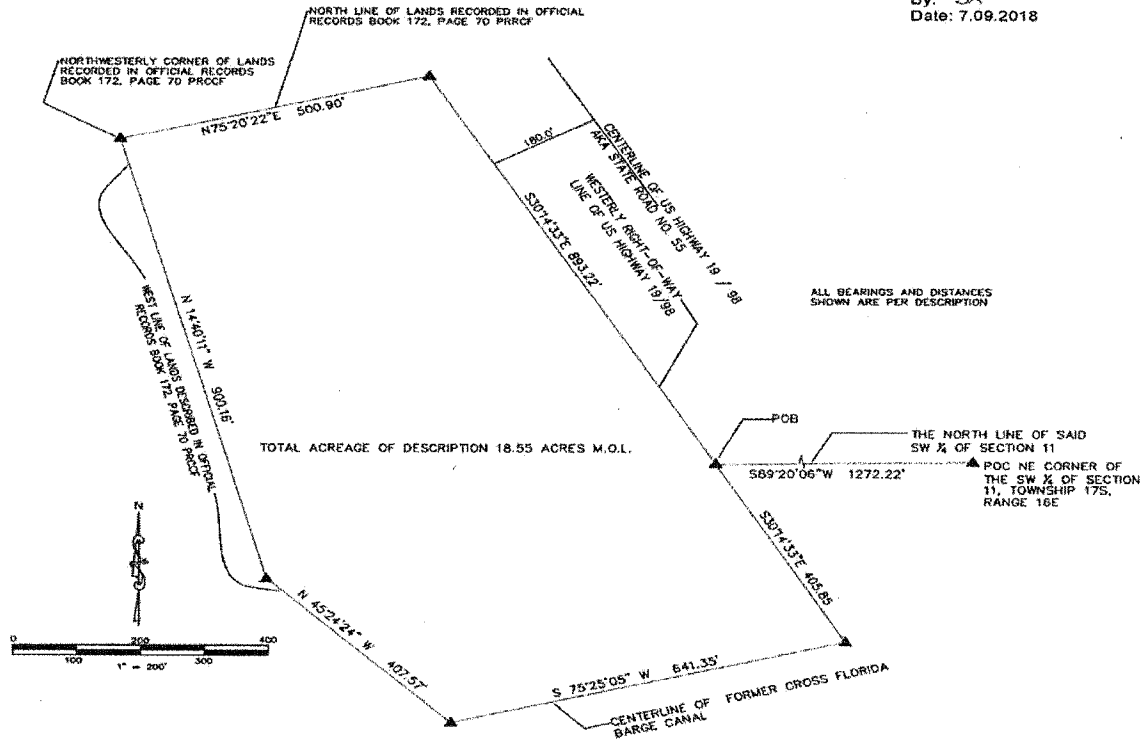 By:
Date: 7.09.2018
NORTH LINE OF LANDS RECORDED IN OFFICIAL
RECORDS BOOK 172, PAGE 70 PRRCF
NORTHWESTERLY CORNER OF LANDS
RECORDED IN OFFICIAL RECORDS
BOOK 172, PAGE 70 PRCCF
N75°20'22"E 500.90'
180.0'
CENTERLINE OF US HIGHWAY 19 / 98
AKA STATE ROAD NO. 55
WESTERLY RIGHT-OF-WAY
LINE OF US HIGHWAY 19/98
S30°14'33"E 893.22'
ALL BEARINGS AND DISTANCES
SHOWN ARE PER DESCRIPTION
WEST LINE OF LANDS DESCRIBED IN OFFICIAL
RECORDS BOOK 172, PAGE 70 PRCCF
N 14°40'11" W 900.16'
POB
THE NORTH LINE OF SAID
SW ¼ OF SECTION 11
TOTAL ACREAGE OF DESCRIPTION 18.55 ACRES M.O.L.
S89°20'06"W 1272.22'
POC NE CORNER OF
THE SW ¼ OF SECTION
11, TOWNSHIP 17S,
RANGE 16E
S30°14'33"E 405.85
N
N 45°24'24" W 407.57'
0 200 400
100 300
1" = 200'
S 75°25'05" W 641.35'
CENTERLINE OF FORMER CROSS FLORIDA
BARGE CANAL